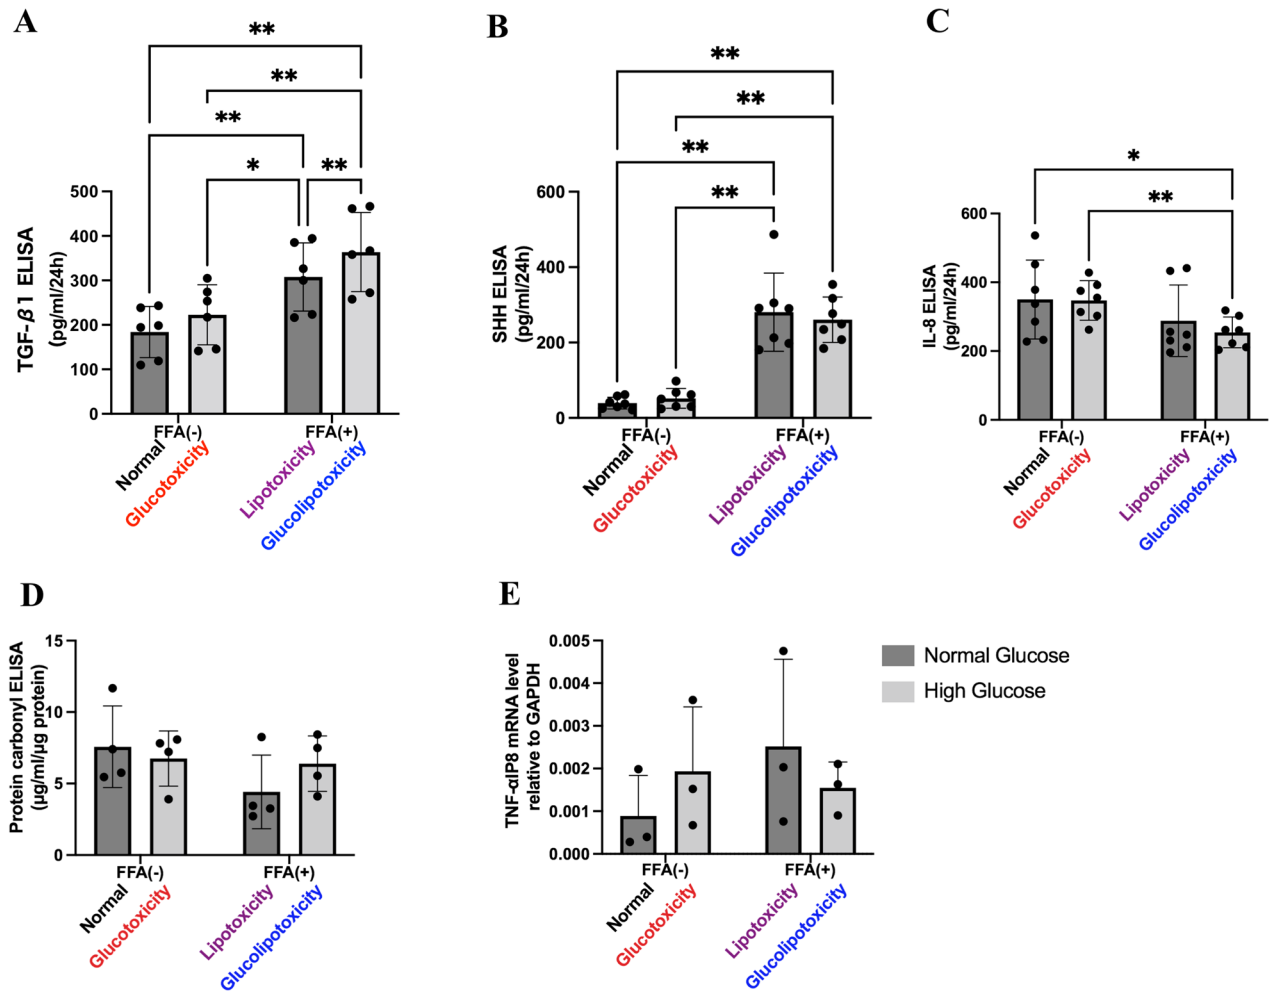 A
**
**
**
*
**
TGF-β1 ELISA
(pg/ml/24h)
500
400
300
200
100
0
FFA(-)
FFA(+)
Normal
Glucotoxicity
Lipotoxicity
Glucolipotoxicity
B
**
**
**
**
SHH ELISA
(pg/ml/24h)
600
400
200
0
FFA(-)
FFA(+)
Normal
Glucotoxicity
Lipotoxicity
Glucolipotoxicity
C
*
**
IL-8 ELISA
(pg/ml/24h)
600
400
200
0
FFA(-)
FFA(+)
Normal
Glucotoxicity
Lipotoxicity
Glucolipotoxicity
D
Protein carbonyl ELISA
(µg/ml/µg protein)
15
10
5
0
FFA(-)
FFA(+)
Normal
Glucotoxicity
Lipotoxicity
Glucolipotoxicity
E
TNF-αIP8 mRNA level
relative to GAPDH
0.005
0.004
0.003
0.002
0.001
0.000
FFA(-)
FFA(+)
Normal
Glucotoxicity
Lipotoxicity
Glucolipotoxicity
Normal Glucose
High Glucose